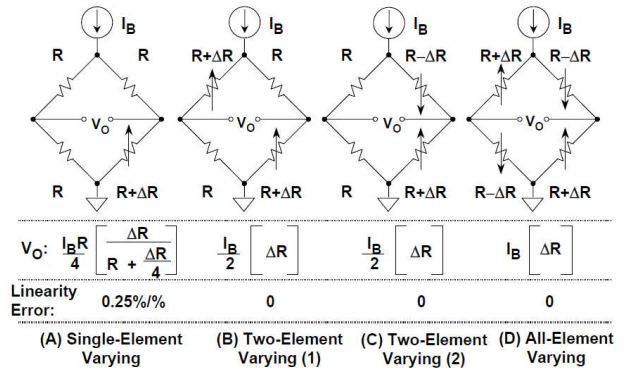 I_B I_B I_B I_B
R R R+ΔR R R R−ΔR R+ΔR R−ΔR
V_O V_O V_O V_O
R R+ΔR R R+ΔR R R+ΔR R−ΔR R+ΔR
V_O: I_B R / 4 [ ΔR / (R + ΔR/4) ] I_B / 2 [ ΔR ] I_B / 2 [ ΔR ] I_B [ ΔR ]
Linearity
Error: 0.25%/% 0 0 0
(A) Single-Element (B) Two-Element (C) Two-Element (D) All-Element
Varying Varying (1) Varying (2) Varying